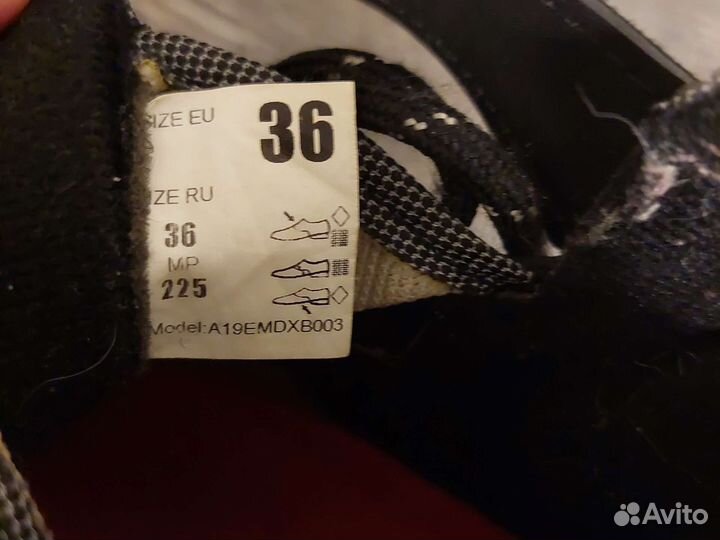 IZE EU
36
IZE RU
36
MP
225
Model:A19EMDXB003
Avito